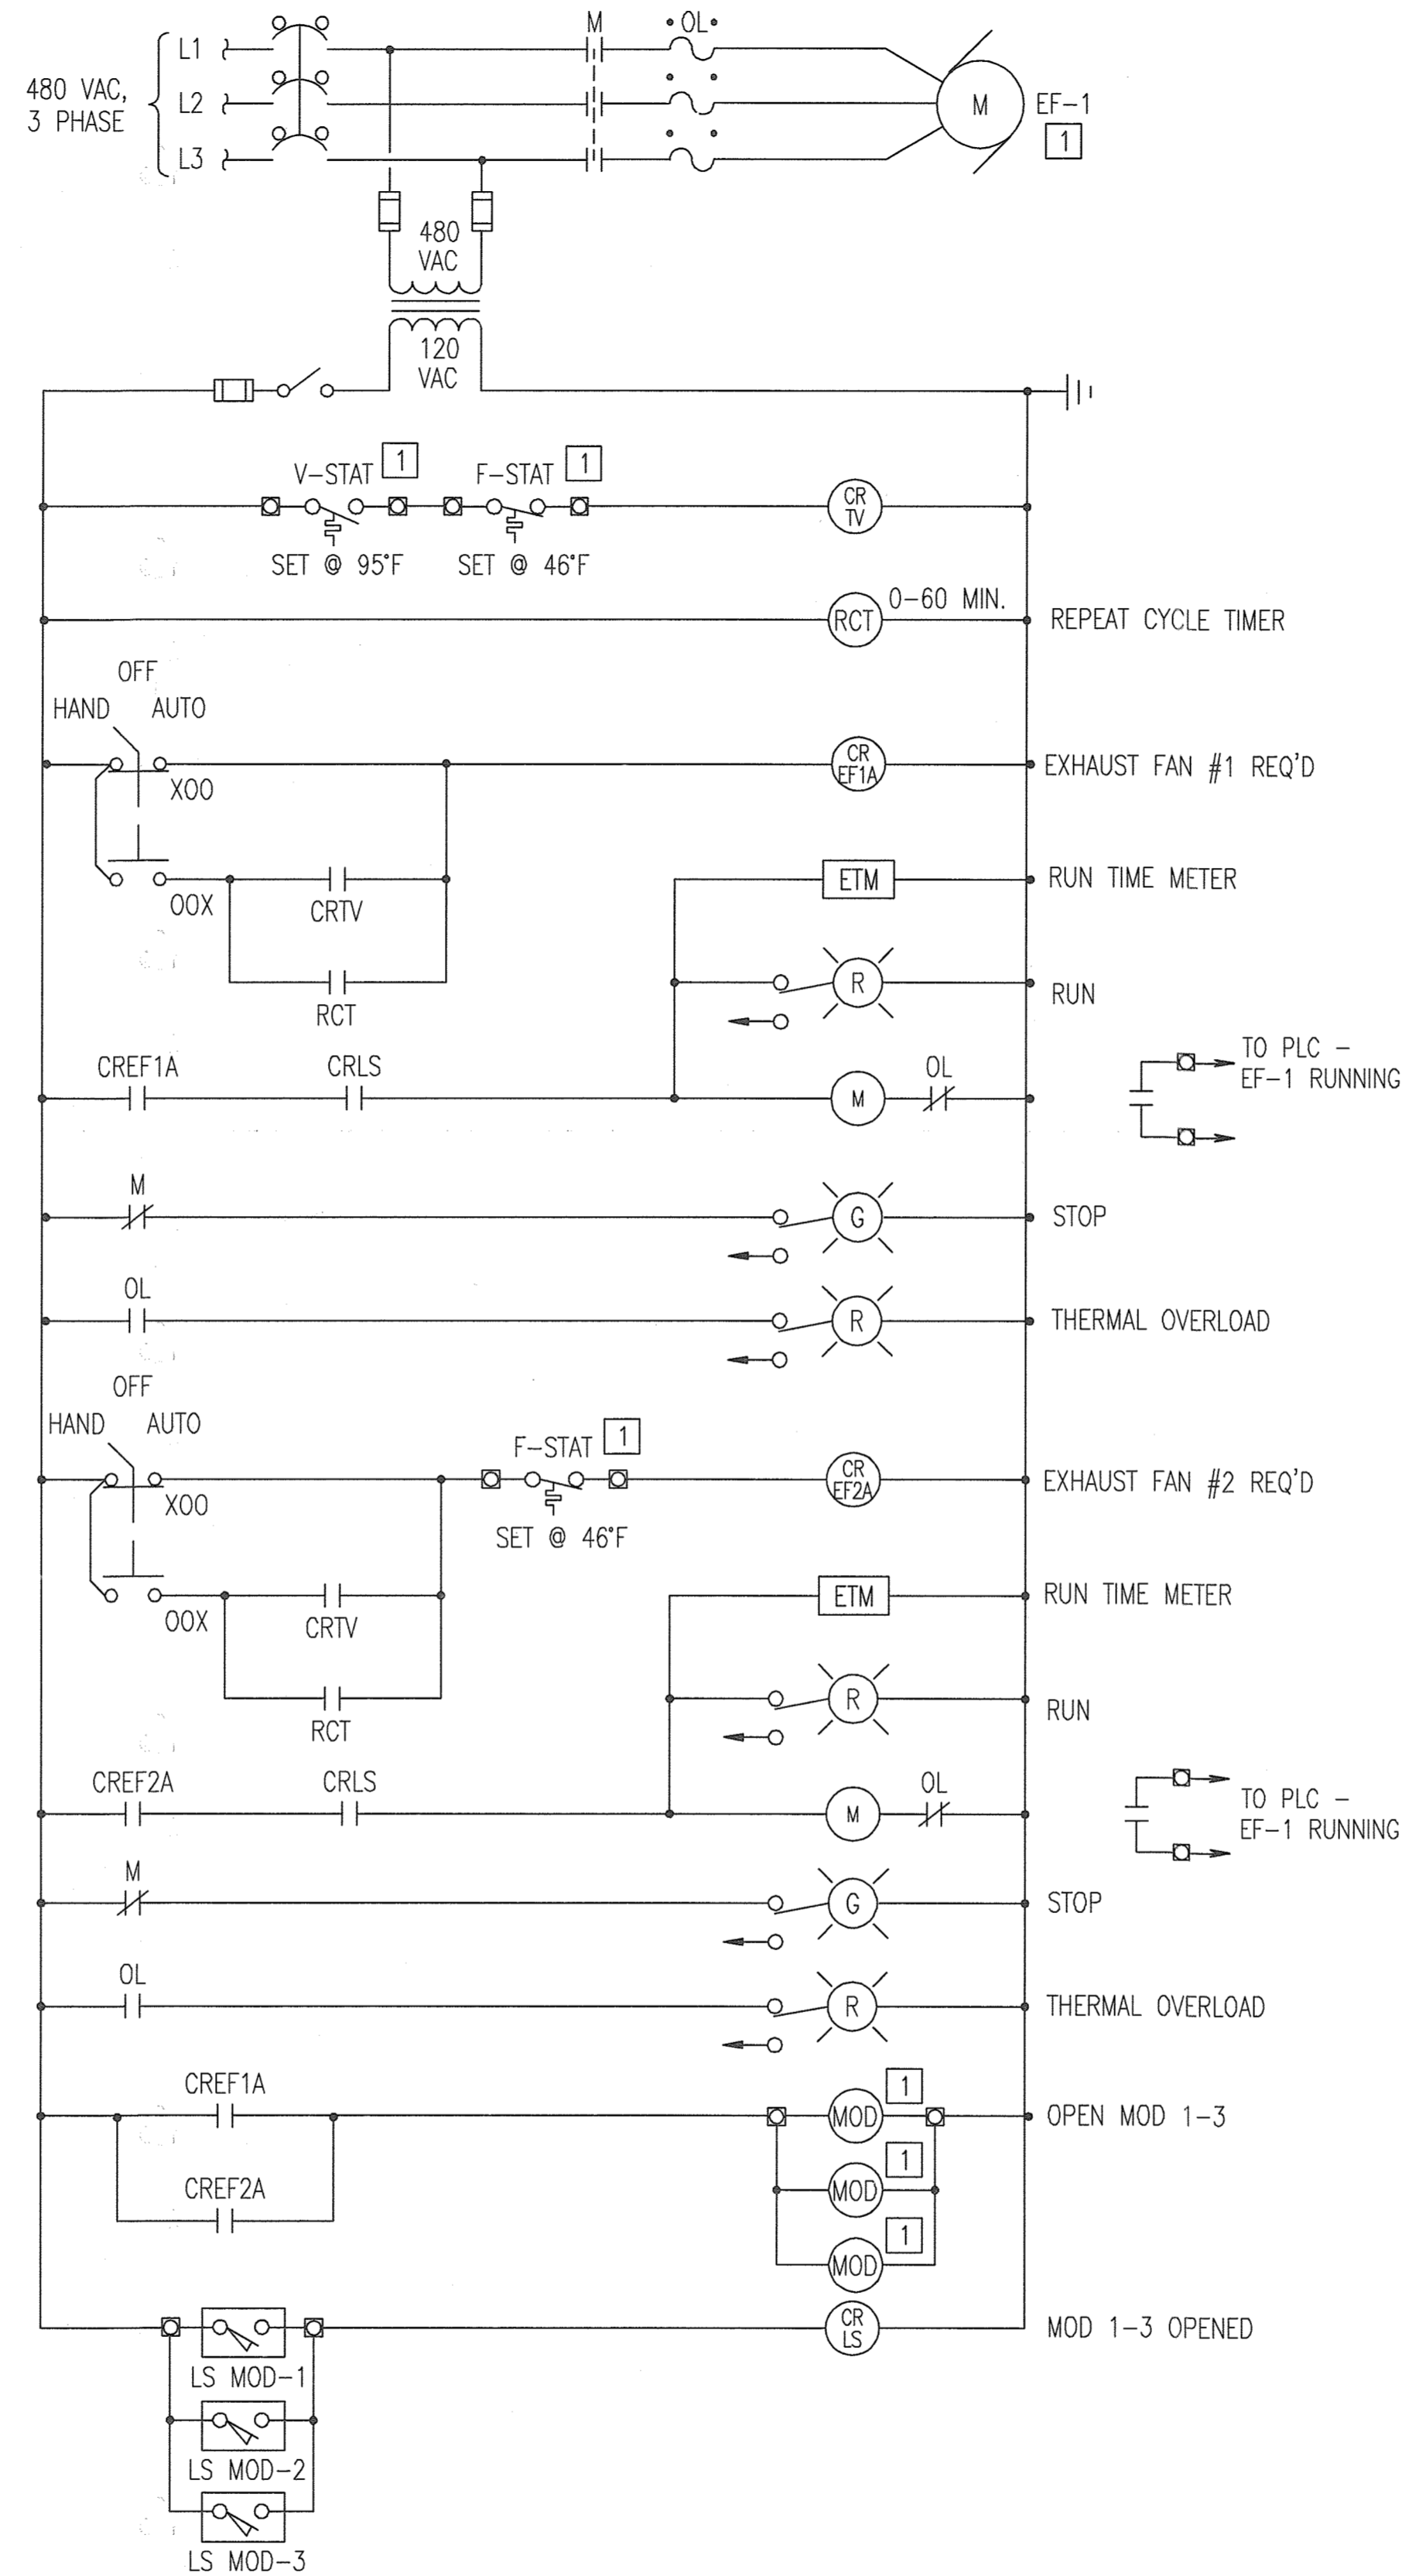 M
OL
480 VAC,
3 PHASE
L1
L2
L3
M
EF-1
1
480
VAC
120
VAC
V-STAT 1
F-STAT 1
CR
TV
SET @ 95°F
SET @ 46°F
RCT
0-60 MIN.
REPEAT CYCLE TIMER
OFF
HAND AUTO
XOO
CR
EF1A
EXHAUST FAN #1 REQ'D
OOX
CRTV
ETM
RUN TIME METER
RCT
R
RUN
CREF1A
CRLS
M
OL
TO PLC -
EF-1 RUNNING
M
G
STOP
OL
R
THERMAL OVERLOAD
OFF
HAND AUTO
XOO
F-STAT 1
SET @ 46°F
CR
EF2A
EXHAUST FAN #2 REQ'D
OOX
CRTV
ETM
RUN TIME METER
RCT
R
RUN
CREF2A
CRLS
M
OL
TO PLC -
EF-1 RUNNING
M
G
STOP
OL
R
THERMAL OVERLOAD
CREF1A
MOD
1
OPEN MOD 1-3
CREF2A
MOD
1
MOD
1
LS MOD-1
CR
LS
MOD 1-3 OPENED
LS MOD-2
LS MOD-3